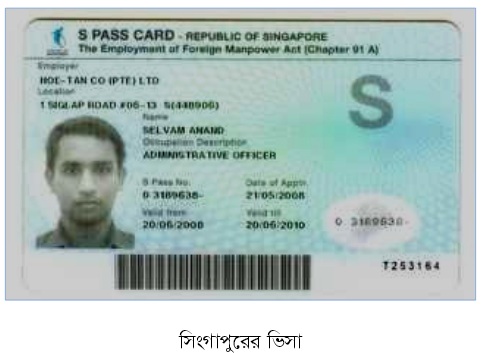 S PASS CARD - REPUBLIC OF SINGAPORE
The Employment of Foreign Manpower Act (Chapter 91 A)
Employer
HOE-TAN CO (PTE) LTD
Location
1 SIGLAP ROAD #06-13 S(448906)
Name
SELVAM ANAND
Occupation Description
ADMINISTRATIVE OFFICER
S Pass No. Date of Appln
0 3189638- 21/05/2008
Valid from Valid till
20/06/2008 20/06/2010
0 3189638-
S
T253164
সিংগাপুরের ভিসা